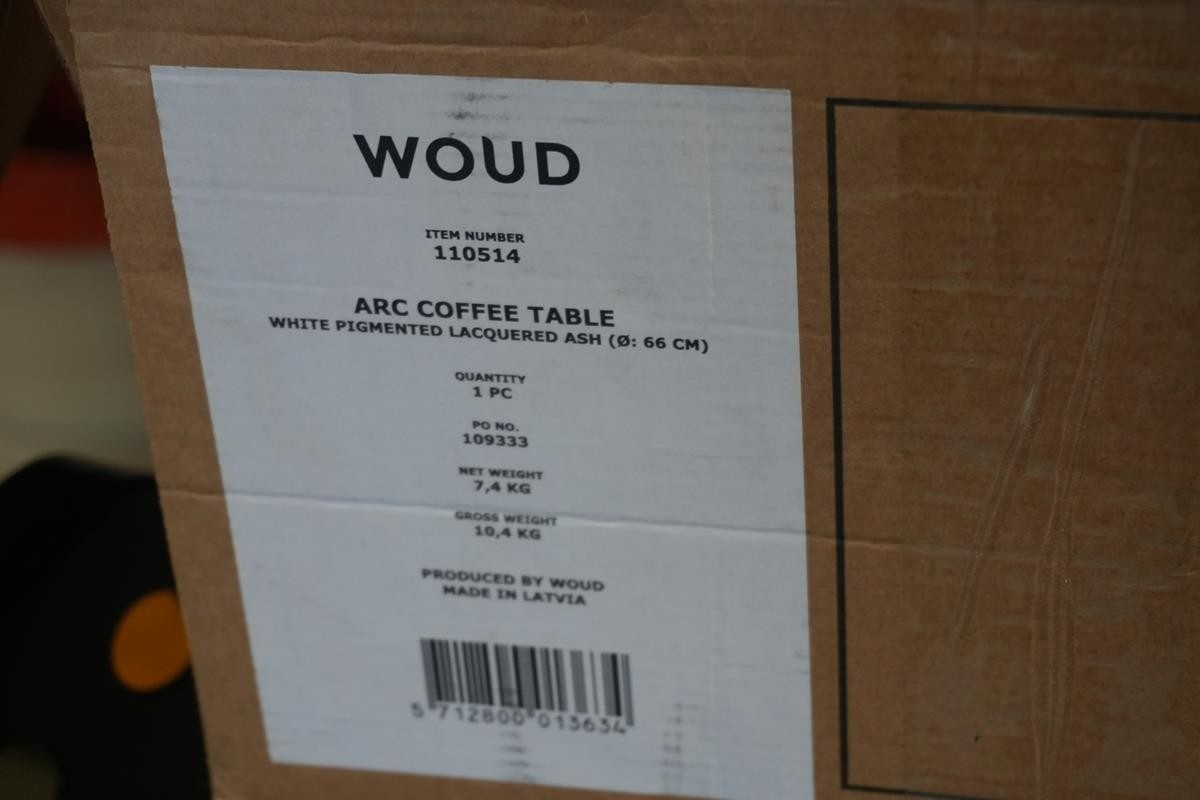 WOUD
ITEM NUMBER
110514
ARC COFFEE TABLE
WHITE PIGMENTED LACQUERED ASH (Ø: 66 CM)
QUANTITY
1 PC
PO NO.
109333
NET WEIGHT
7,4 KG
GROSS WEIGHT
10,4 KG
PRODUCED BY WOUD
MADE IN LATVIA
5 712800 013634